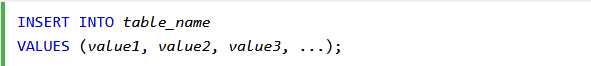 INSERT INTO table_name
VALUES (value1, value2, value3, ...);